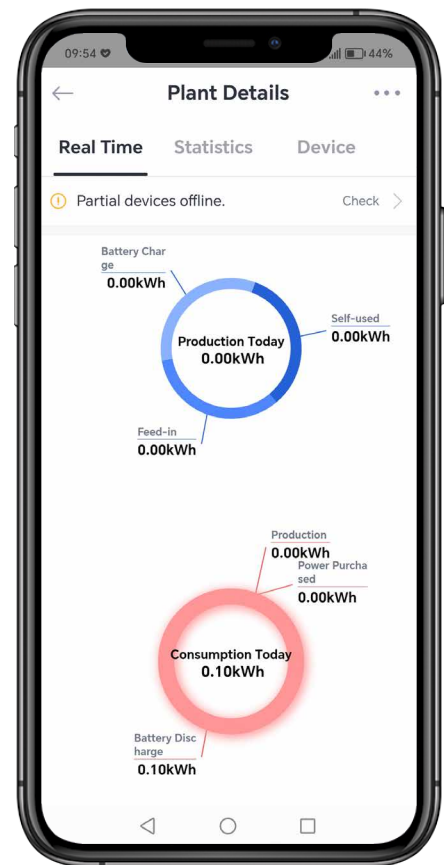 09:54
44%
Plant Details
Real Time Statistics Device
Partial devices offline. Check
Battery Char
ge
0.00kWh
Self-used
0.00kWh
Production Today
0.00kWh
Feed-in
0.00kWh
Production
0.00kWh
Power Purcha
sed
0.00kWh
Consumption Today
0.10kWh
Battery Disc
harge
0.10kWh